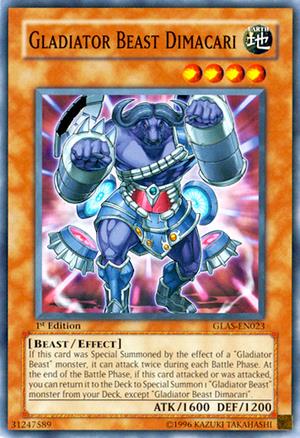 GLADIATOR BEAST DIMACARI
EARTH
地
1st Edition
GLAS-EN023
[BEAST / EFFECT]
If this card was Special Summoned by the effect of a "Gladiator
Beast" monster, it can attack twice during each Battle Phase. At
the end of the Battle Phase, if this card attacked or was attacked,
you can return it to the Deck to Special Summon 1 "Gladiator Beast"
monster from your Deck, except "Gladiator Beast Dimacari".
ATK/1600 DEF/1200
31247589
©1996 KAZUKI TAKAHASHI